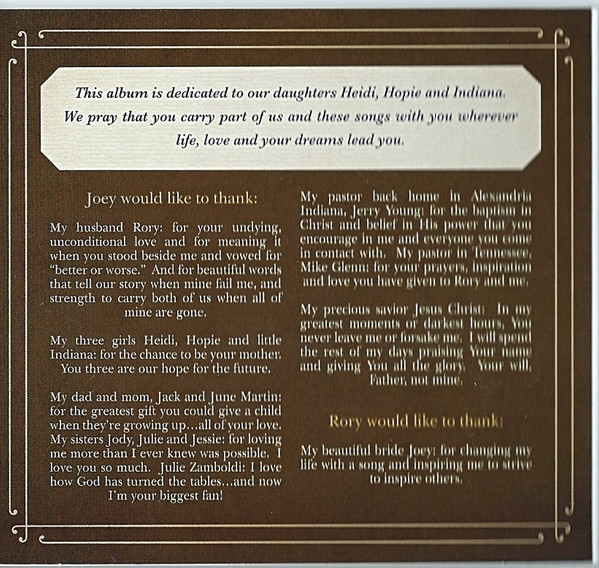 This album is dedicated to our daughters Heidi, Hopie and Indiana.
We pray that you carry part of us and these songs with you wherever
life, love and your dreams lead you.
Joey would like to thank:
My husband Rory: for your undying,
unconditional love and for meaning it
when you stood beside me and vowed for
“better or worse.” And for beautiful words
that tell our story when mine fail me, and
strength to carry both of us when all of
mine are gone.
My three girls Heidi, Hopie and little
Indiana: for the chance to be your mother.
You three are our hope for the future.
My dad and mom, Jack and June Martin:
for the greatest gift you could give a child
when they're growing up...all of your love.
My sisters Jody, Julie and Jessie: for loving
me more than I ever knew was possible. I
love you so much. Julie Zamboldi: I love
how God has turned the tables...and now
I'm your biggest fan!
My pastor back home in Alexandria
Indiana, Jerry Young: for the baptism in
Christ and belief in His power that you
encourage in me and everyone you come
in contact with. My pastor in Tennessee,
Mike Glenn: for your prayers, inspiration
and love you have given to Rory and me.
My precious savior Jesus Christ: In my
greatest moments or darkest hours, You
never leave me or forsake me. I will spend
the rest of my days praising Your name
and giving You all the glory. Your will,
Father, not mine.
Rory would like to thank:
My beautiful bride Joey: for changing my
life with a song and inspiring me to strive
to inspire others.